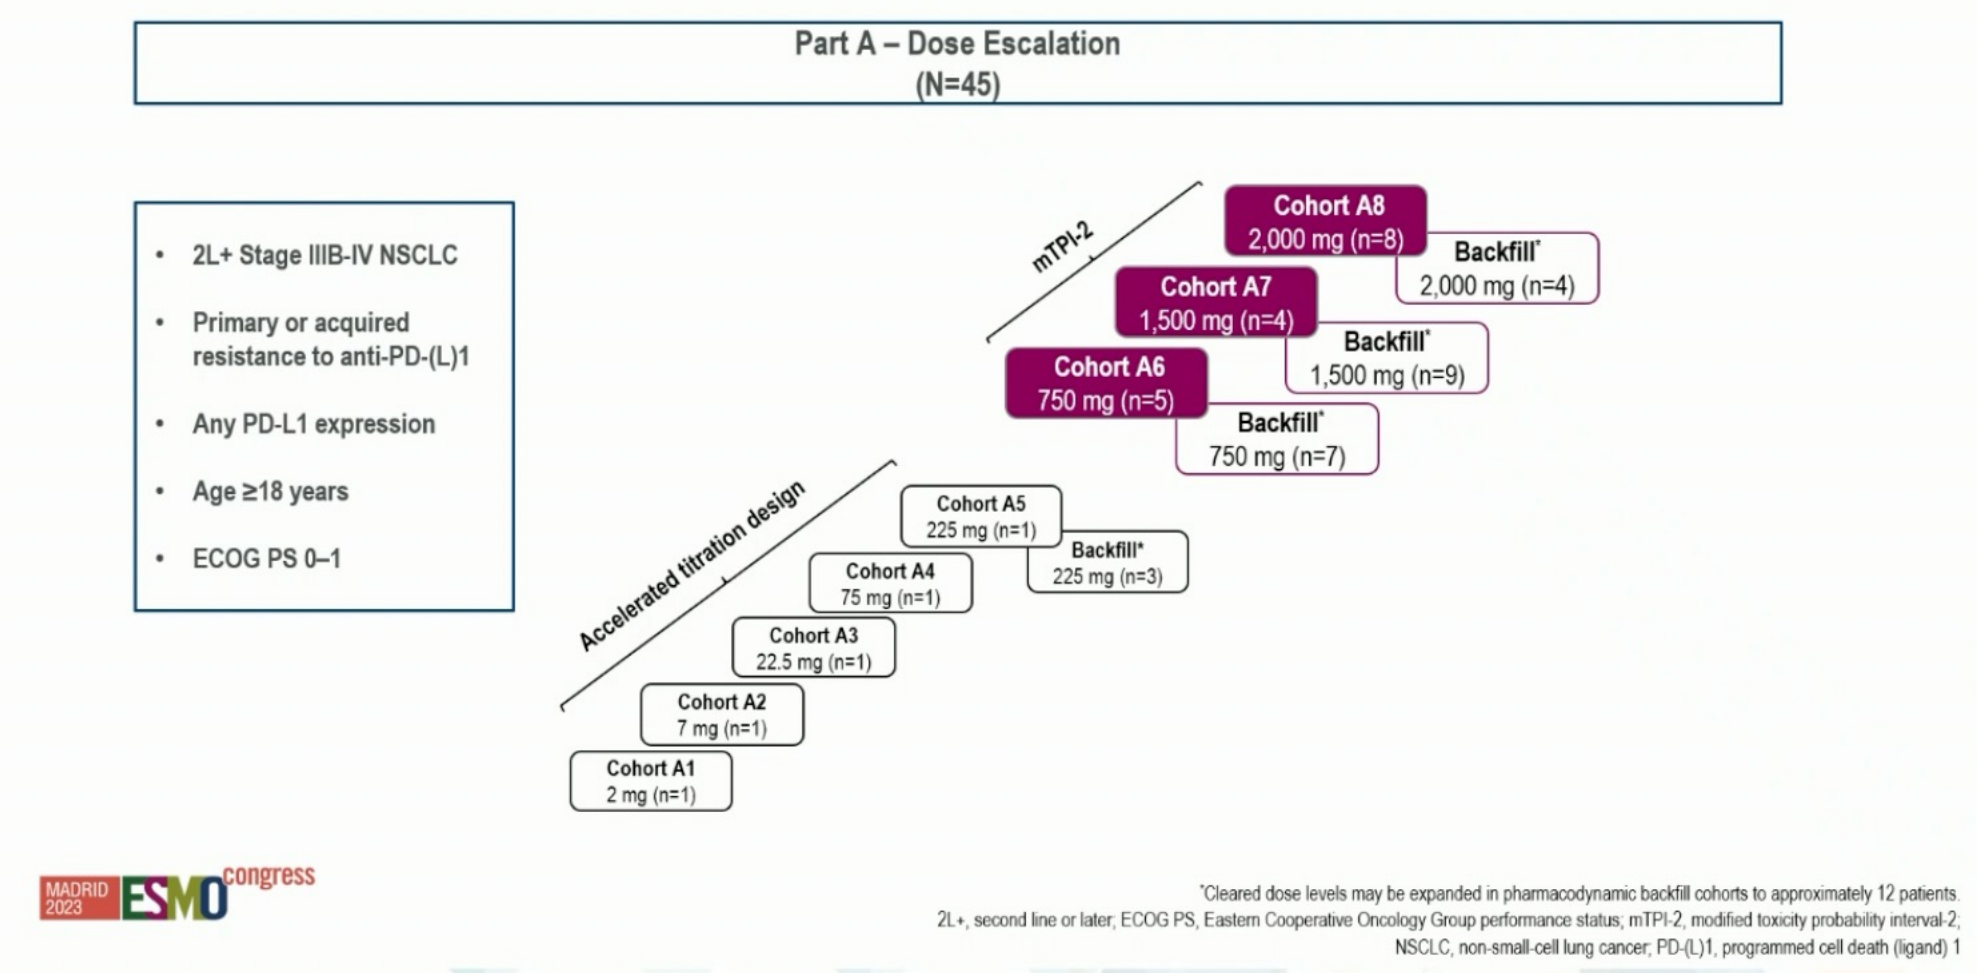 Part A – Dose Escalation
(N=45)
• 2L+ Stage IIIB-IV NSCLC
• Primary or acquired
resistance to anti-PD-(L)1
• Any PD-L1 expression
• Age ≥18 years
• ECOG PS 0–1
mTPI-2
Cohort A8
2,000 mg (n=8)
Backfill*
2,000 mg (n=4)
Cohort A7
1,500 mg (n=4)
Backfill*
1,500 mg (n=9)
Cohort A6
750 mg (n=5)
Backfill*
750 mg (n=7)
Accelerated titration design
Cohort A5
225 mg (n=1)
Backfill*
225 mg (n=3)
Cohort A4
75 mg (n=1)
Cohort A3
22.5 mg (n=1)
Cohort A2
7 mg (n=1)
Cohort A1
2 mg (n=1)
MADRID
2023
ESMO congress
*Cleared dose levels may be expanded in pharmacodynamic backfill cohorts to approximately 12 patients.
2L+, second line or later; ECOG PS, Eastern Cooperative Oncology Group performance status; mTPI-2, modified toxicity probability interval-2;
NSCLC, non-small-cell lung cancer; PD-(L)1, programmed cell death (ligand) 1